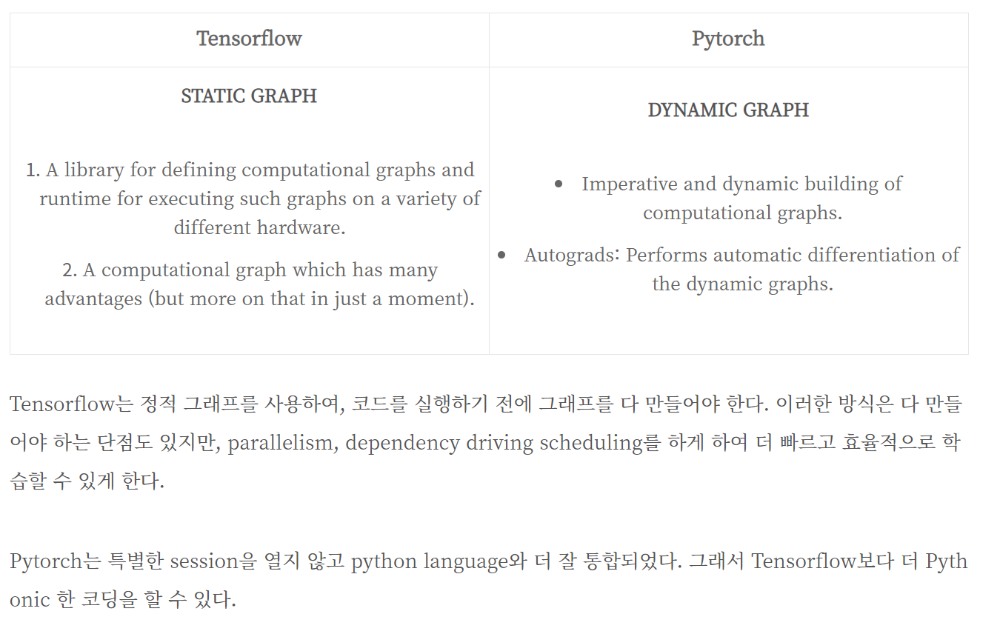 Tensorflow
Pytorch
STATIC GRAPH
1. A library for defining computational graphs and
runtime for executing such graphs on a variety of
different hardware.
2. A computational graph which has many
advantages (but more on that in just a moment).
DYNAMIC GRAPH
• Imperative and dynamic building of
computational graphs.
• Autograds: Performs automatic differentiation of
the dynamic graphs.
Tensorflow는 정적 그래프를 사용하여, 코드를 실행하기 전에 그래프를 다 만들어야 한다. 이러한 방식은 다 만들
어야 하는 단점도 있지만, parallelism, dependency driving scheduling를 하게 하여 더 빠르고 효율적으로 학
습할 수 있게 한다.
Pytorch는 특별한 session을 열지 않고 python language와 더 잘 통합되었다. 그래서 Tensorflow보다 더 Pyth
onic 한 코딩을 할 수 있다.